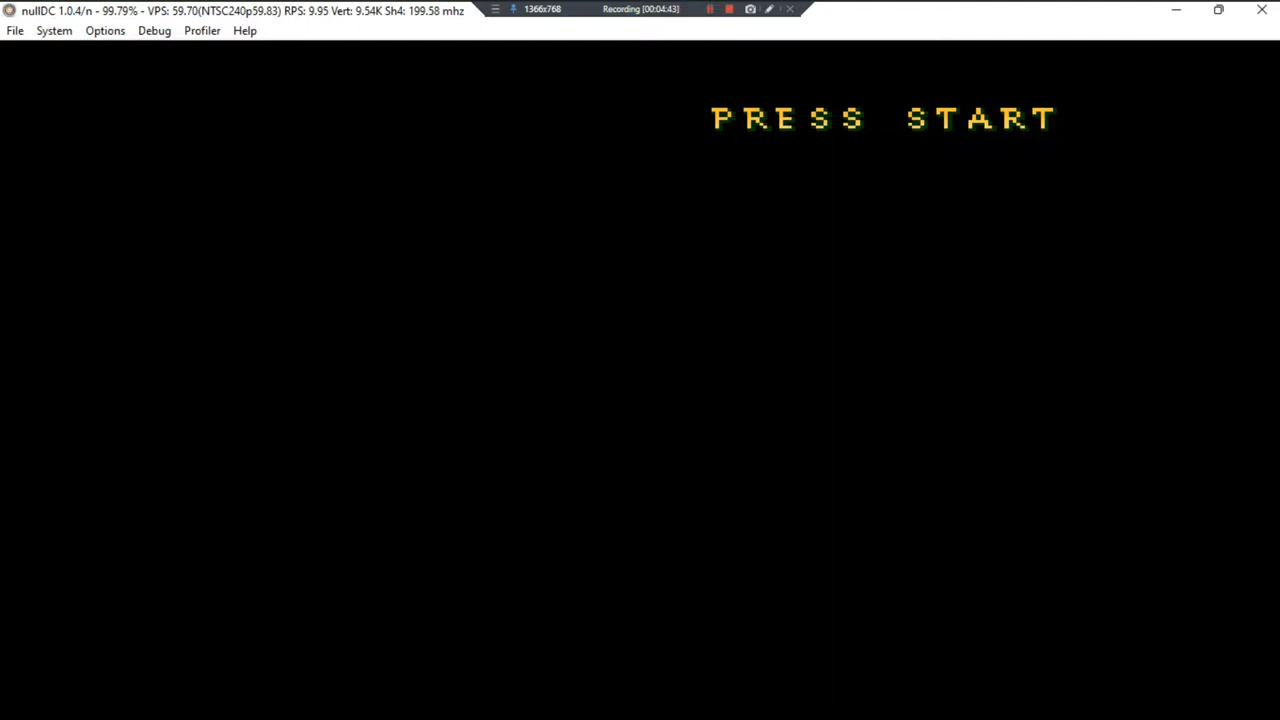 nullDC 1.0.4/n - 99.79% - VPS: 59.70(NTSC240p59.83) RPS: 9.95 Vert: 9.54K Sh4: 199.58 mhz
1366x768
Recording [00:04:43]
File System Options Debug Profiler Help
PRESS START